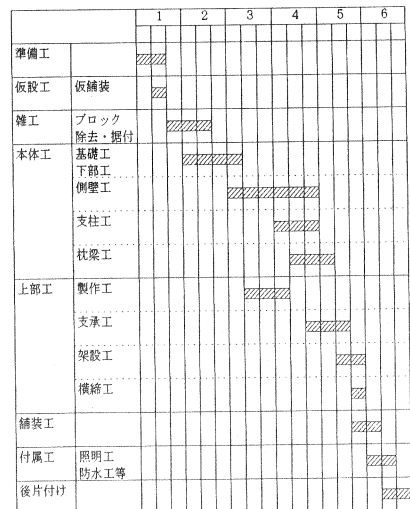 1 2 3 4 5 6
準備工
仮設工 仮舗装
雑工 ブロック
除去・据付
本体工 基礎工
下部工
側壁工
支柱工
枕梁工
上部工 製作工
支承工
架設工
横締工
舗装工
付属工 照明工
防水工等
後片付け